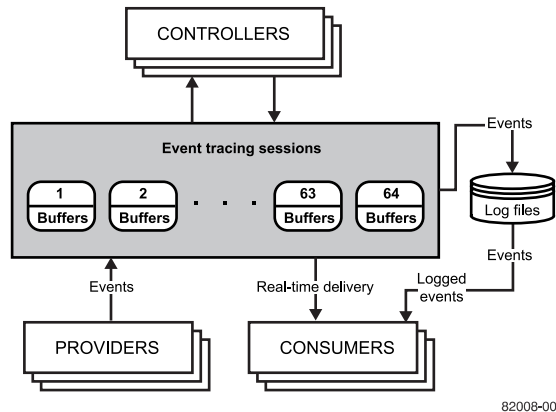 CONTROLLERS
Event tracing sessions
1 2 . . . 63 64
Buffers Buffers Buffers Buffers
Events
Log files
Events
Events
Real-time delivery
Logged
events
PROVIDERS
CONSUMERS
82008-00